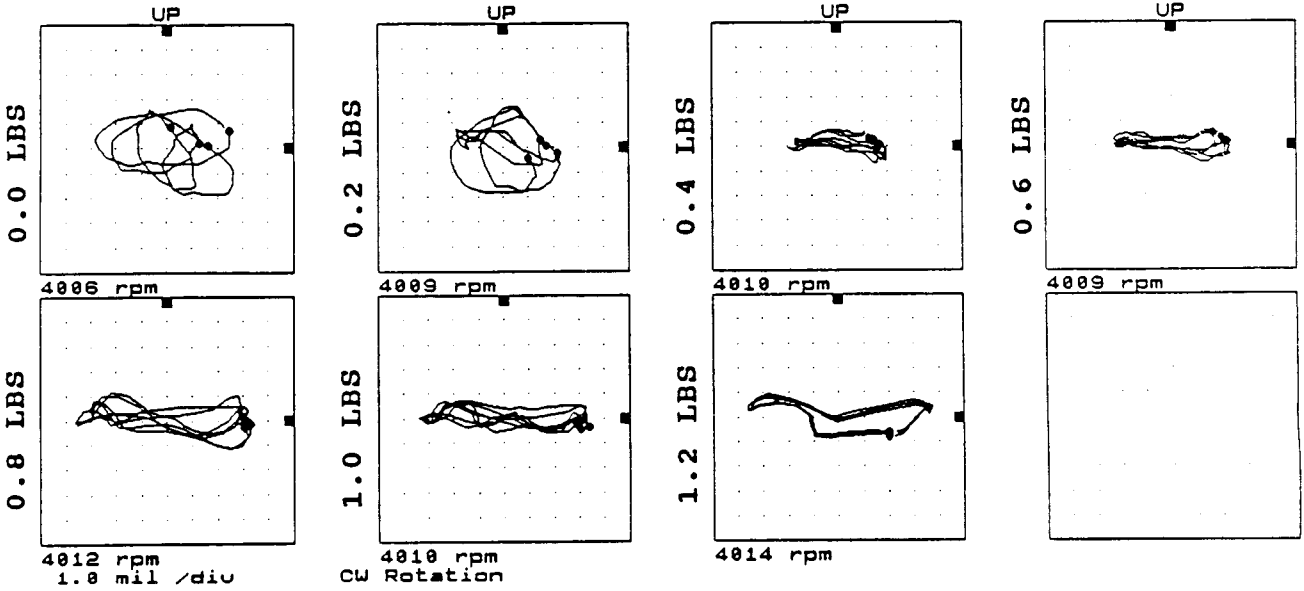 UP
UP
UP
UP
0.0 LBS
0.2 LBS
0.4 LBS
0.6 LBS
4006 rpm
4009 rpm
4010 rpm
4009 rpm
0.8 LBS
1.0 LBS
1.2 LBS
4012 rpm
4010 rpm
4014 rpm
1.0 mil /div
CW Rotation